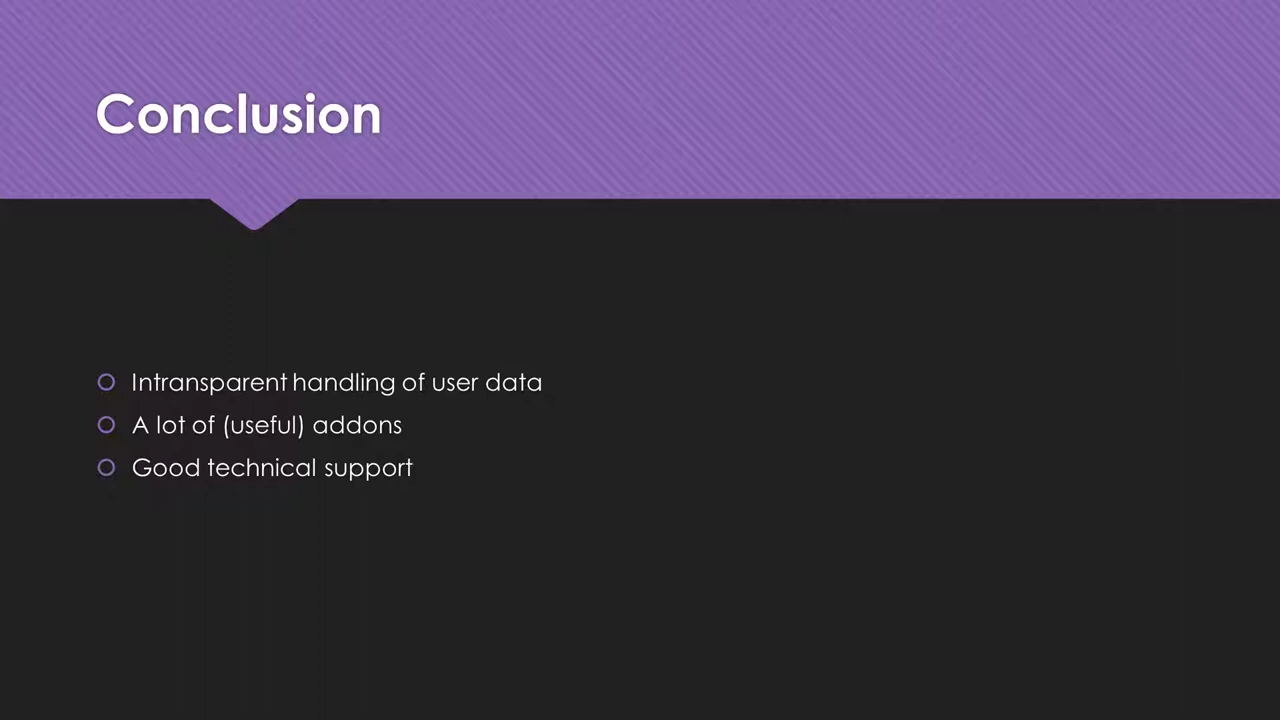 Conclusion
Intransparent handling of user data
A lot of (useful) addons
Good technical support